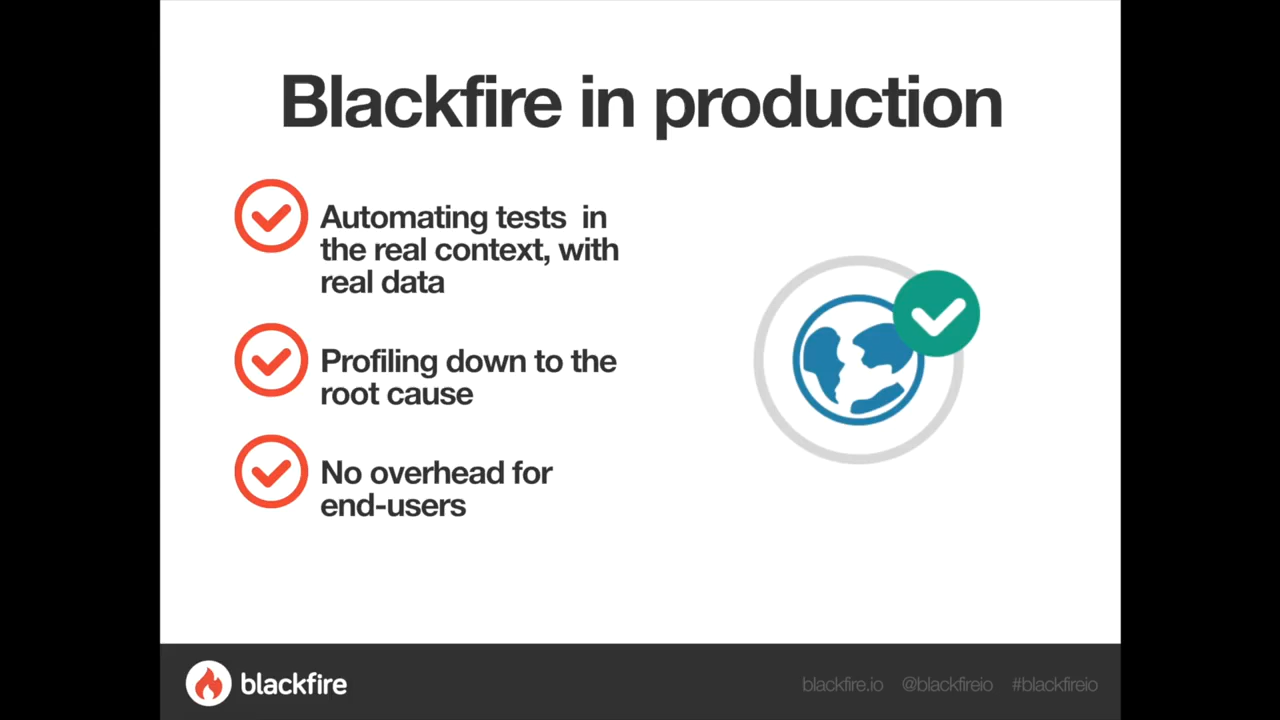 Blackfire in production
Automating tests  in
the real context, with
real data
Profiling down to the
root cause
No overhead for
end-users
blackfire
blackfire.io @blackfireio #blackfireio